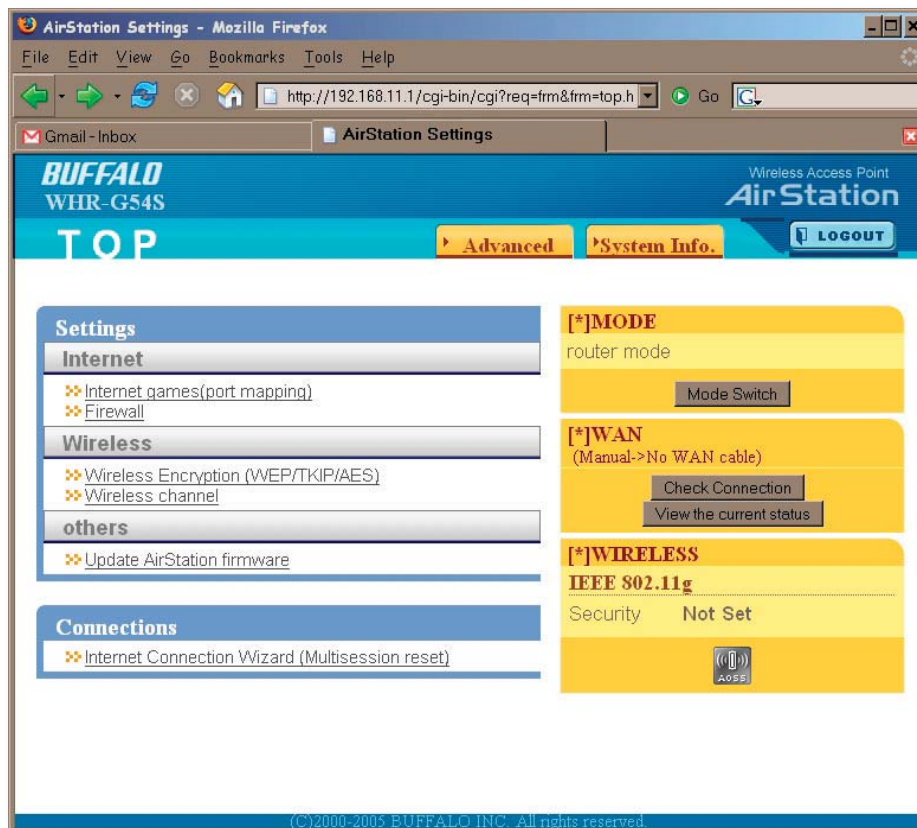 AirStation Settings - Mozilla Firefox
File Edit View Go Bookmarks Tools Help
http://192.168.11.1/cgi-bin/cgi?req=frm&frm=top.h Go G
Gmail - Inbox AirStation Settings
BUFFALO
WHR-G54S
Wireless Access Point
AirStation
TOP
Advanced System Info. LOGOUT
Settings
Internet
Internet games(port mapping)
Firewall
Wireless
Wireless Encryption (WEP/TKIP/AES)
Wireless channel
others
Update AirStation firmware
Connections
Internet Connection Wizard (Multisession reset)
[*]MODE
router mode
Mode Switch
[*]WAN
(Manual->No WAN cable)
Check Connection
View the current status
[*]WIRELESS
IEEE 802.11g
Security Not Set
AOSS
(C)2000-2005 BUFFALO INC. All rights reserved.